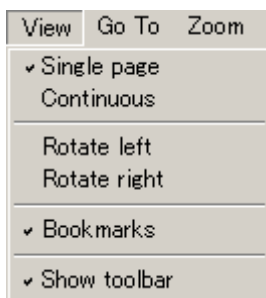 View Go To Zoom
Single page
Continuous
Rotate left
Rotate right
Bookmarks
Show toolbar